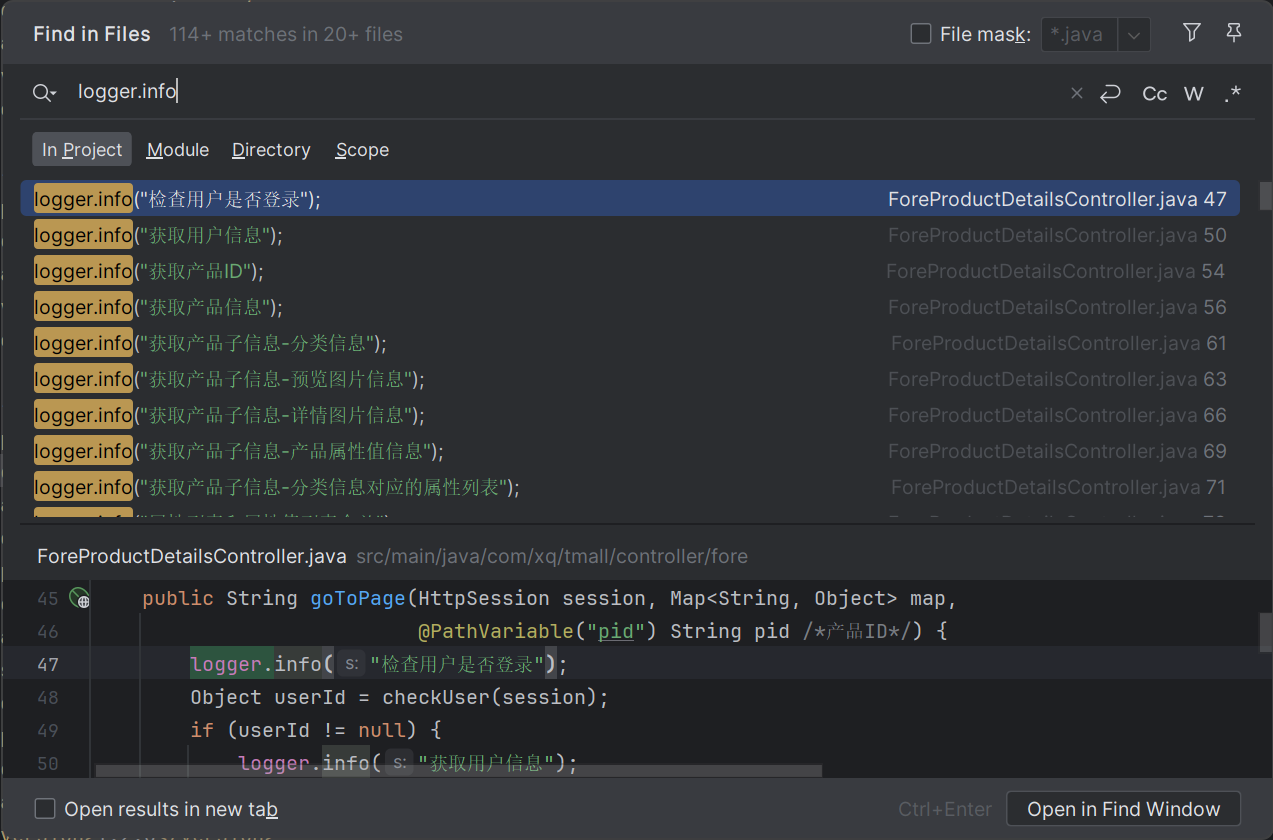 Find in Files 114+ matches in 20+ files File mask: *.java
logger.info Cc W .*
In Project Module Directory Scope
logger.info("检查用户是否登录"); ForeProductDetailsController.java 47
logger.info("获取用户信息"); ForeProductDetailsController.java 50
logger.info("获取产品ID"); ForeProductDetailsController.java 54
logger.info("获取产品信息"); ForeProductDetailsController.java 56
logger.info("获取产品子信息-分类信息"); ForeProductDetailsController.java 61
logger.info("获取产品子信息-预览图片信息"); ForeProductDetailsController.java 63
logger.info("获取产品子信息-详情图片信息"); ForeProductDetailsController.java 66
logger.info("获取产品子信息-产品属性值信息"); ForeProductDetailsController.java 69
logger.info("获取产品子信息-分类信息对应的属性列表"); ForeProductDetailsController.java 71
ForeProductDetailsController.java src/main/java/com/xq/tmall/controller/fore
45 public String goToPage(HttpSession session, Map<String, Object> map,
46 @PathVariable("pid") String pid /*产品ID*/) {
47 logger.info( s: "检查用户是否登录");
48 Object userId = checkUser(session);
49 if (userId != null) {
50 logger.info( s: "获取用户信息");
Open results in new tab Ctrl+Enter Open in Find Window